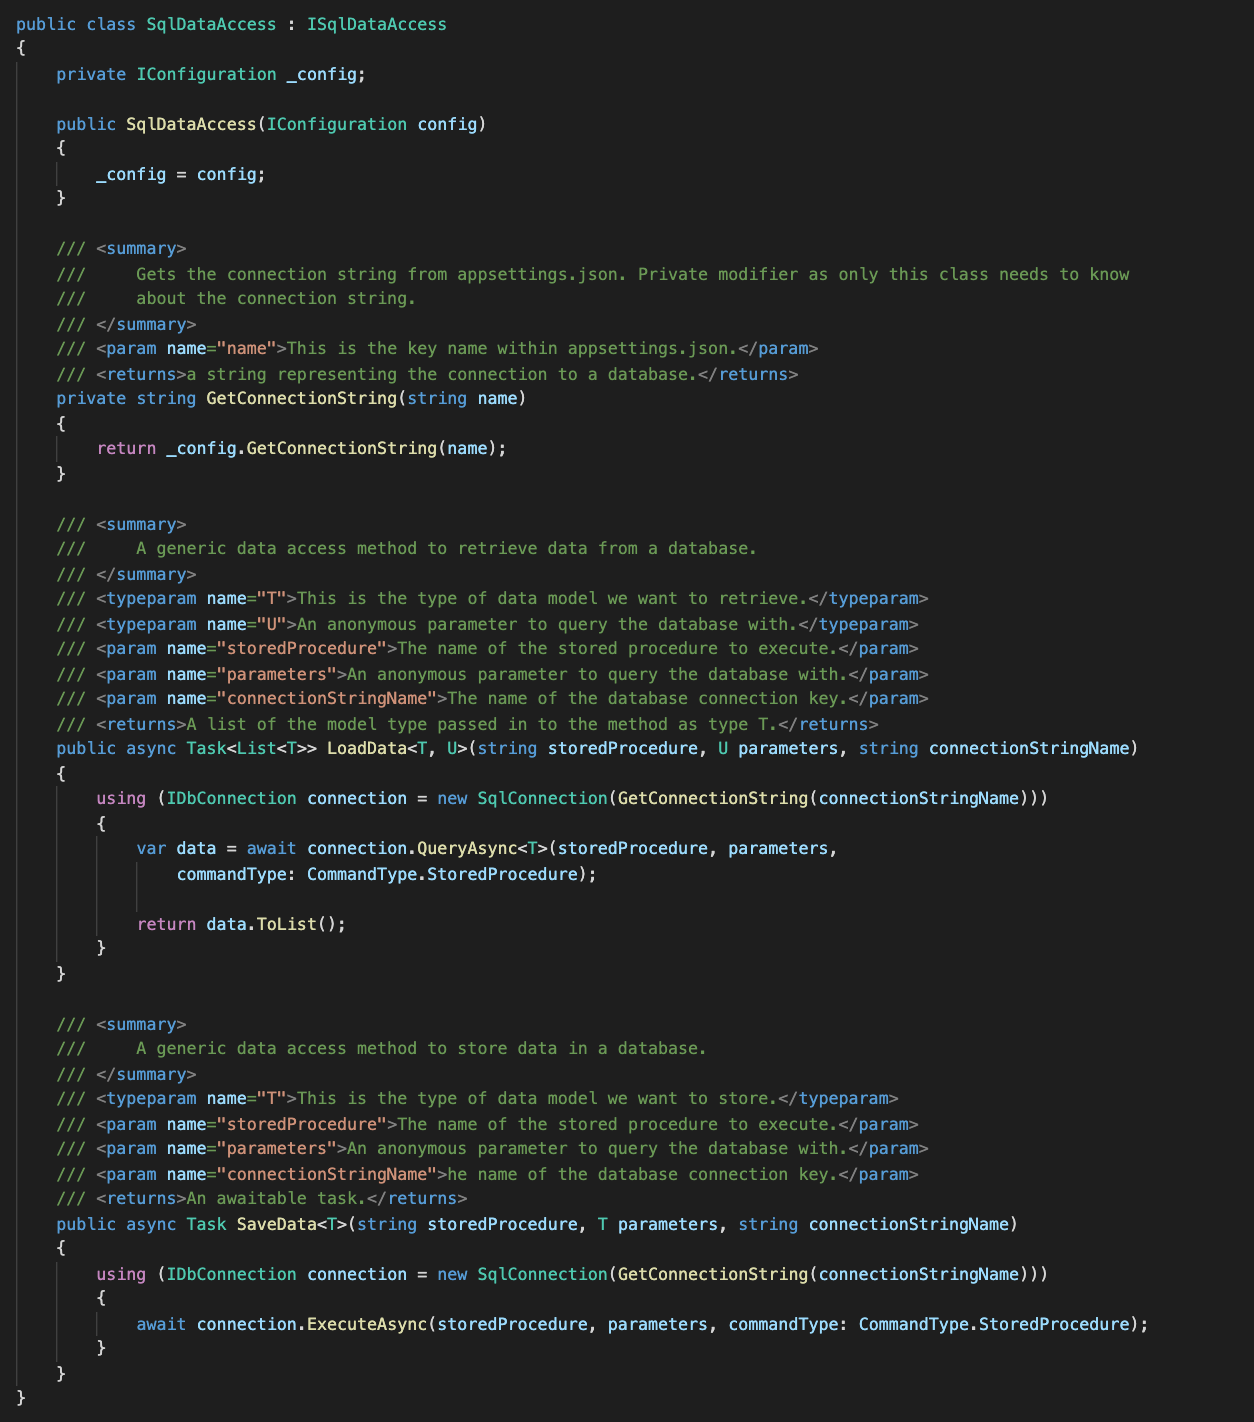 public class SqlDataAccess : ISqlDataAccess
{
    private IConfiguration _config;

    public SqlDataAccess(IConfiguration config)
    {
        _config = config;
    }

    /// <summary>
    ///     Gets the connection string from appsettings.json. Private modifier as only this class needs to know
    ///     about the connection string.
    /// </summary>
    /// <param name="name">This is the key name within appsettings.json.</param>
    /// <returns>a string representing the connection to a database.</returns>
    private string GetConnectionString(string name)
    {
        return _config.GetConnectionString(name);
    }

    /// <summary>
    ///     A generic data access method to retrieve data from a database.
    /// </summary>
    /// <typeparam name="T">This is the type of data model we want to retrieve.</typeparam>
    /// <typeparam name="U">An anonymous parameter to query the database with.</typeparam>
    /// <param name="storedProcedure">The name of the stored procedure to execute.</param>
    /// <param name="parameters">An anonymous parameter to query the database with.</param>
    /// <param name="connectionStringName">The name of the database connection key.</param>
    /// <returns>A list of the model type passed in to the method as type T.</returns>
    public async Task<List<T>> LoadData<T, U>(string storedProcedure, U parameters, string connectionStringName)
    {
        using (IDbConnection connection = new SqlConnection(GetConnectionString(connectionStringName)))
        {
            var data = await connection.QueryAsync<T>(storedProcedure, parameters,
                commandType: CommandType.StoredProcedure);

            return data.ToList();
        }
    }

    /// <summary>
    ///     A generic data access method to store data in a database.
    /// </summary>
    /// <typeparam name="T">This is the type of data model we want to store.</typeparam>
    /// <param name="storedProcedure">The name of the stored procedure to execute.</param>
    /// <param name="parameters">An anonymous parameter to query the database with.</param>
    /// <param name="connectionStringName">he name of the database connection key.</param>
    /// <returns>An awaitable task.</returns>
    public async Task SaveData<T>(string storedProcedure, T parameters, string connectionStringName)
    {
        using (IDbConnection connection = new SqlConnection(GetConnectionString(connectionStringName)))
        {
            await connection.ExecuteAsync(storedProcedure, parameters, commandType: CommandType.StoredProcedure);
        }
    }
}